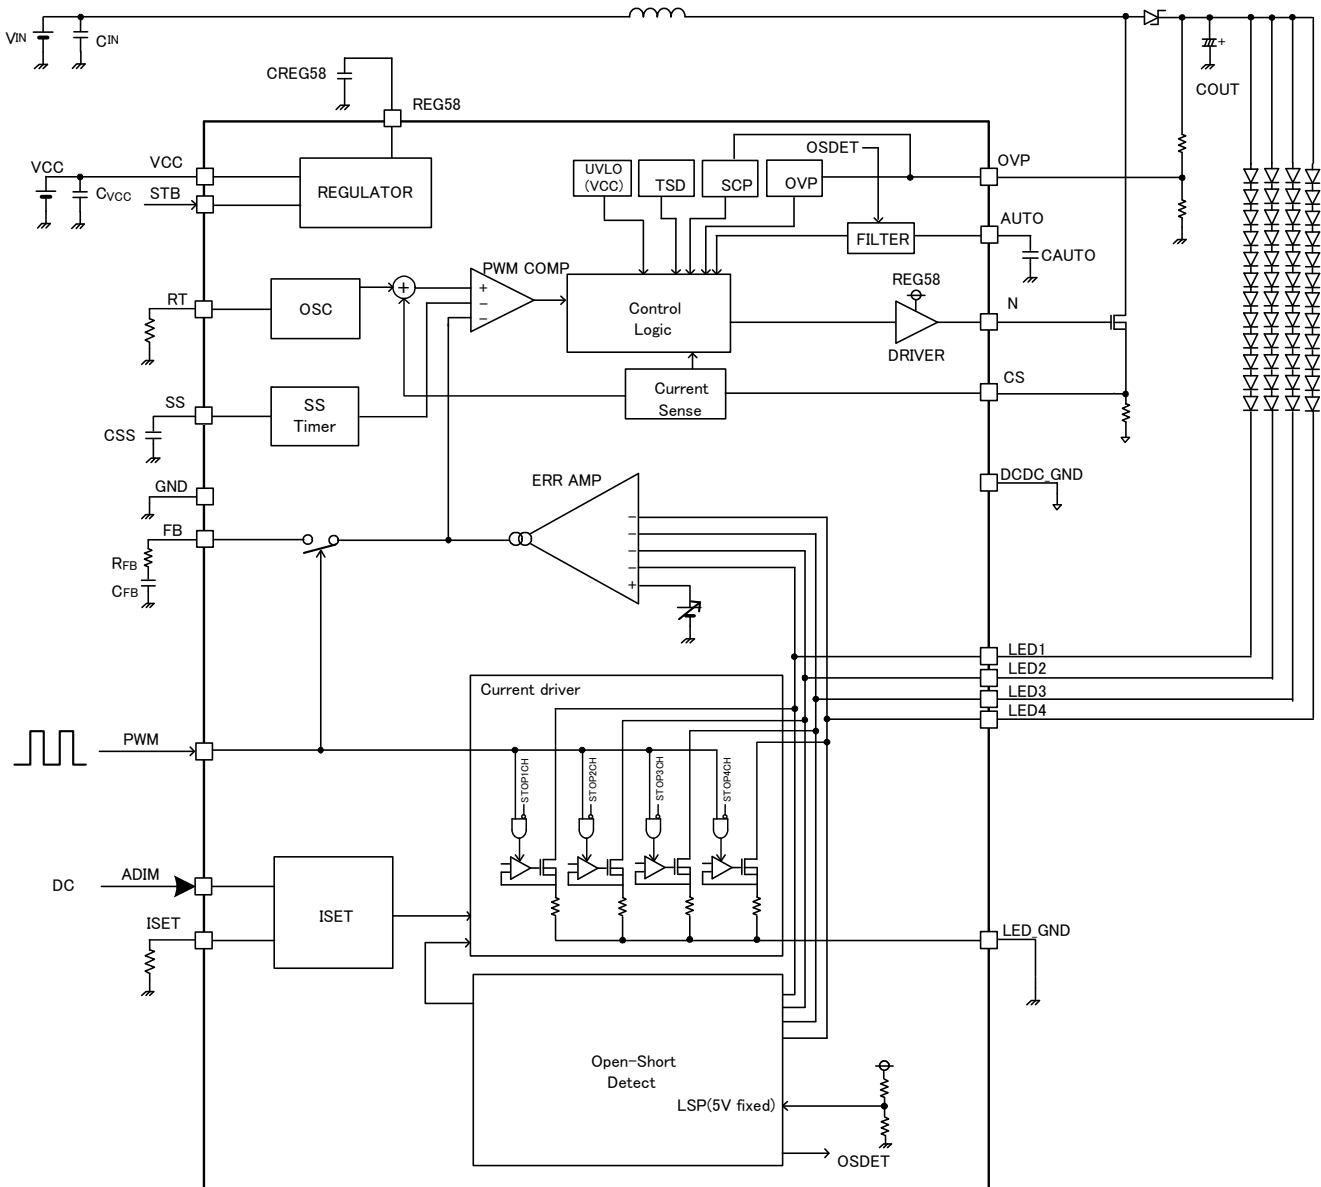 VIN
CIN
COUT
CREG58
REG58
VCC
VCC
CVCC
STB
REGULATOR
OSDET
UVLO
(VCC)
TSD
SCP
OVP
OVP
AUTO
FILTER
CAUTO
PWM COMP
REG58
RT
OSC
+
+
−
−
Control
Logic
N
DRIVER
CS
Current
Sense
SS
CSS
SS
Timer
GND
DCDC_GND
ERR AMP
FB
RFB
CFB
−
−
−
−
+
LED1
LED2
LED3
LED4
Current driver
PWM
STOP1CH
STOP2CH
STOP3CH
STOP4CH
DC
ADIM
ISET
ISET
LED_GND
Open-Short
Detect
LSP(5V fixed)
OSDET
+